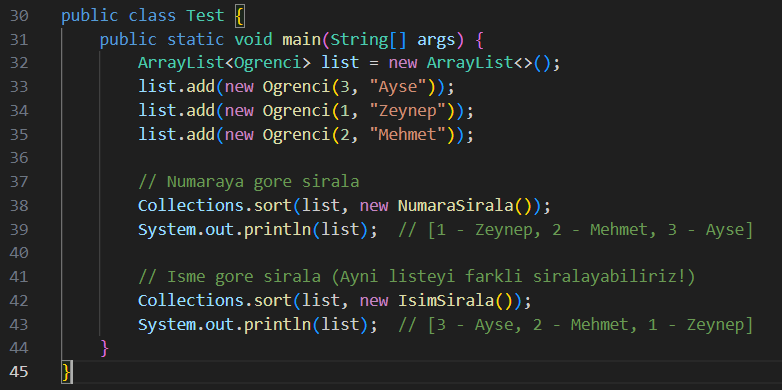 30 public class Test {
31     public static void main(String[] args) {
32         ArrayList<Ogrenci> list = new ArrayList<>();
33         list.add(new Ogrenci(3, "Ayse"));
34         list.add(new Ogrenci(1, "Zeynep"));
35         list.add(new Ogrenci(2, "Mehmet"));
36
37         // Numaraya gore sirala
38         Collections.sort(list, new NumaraSirala());
39         System.out.println(list);  // [1 - Zeynep, 2 - Mehmet, 3 - Ayse]
40
41         // Isme gore sirala (Ayni listeyi farkli siralayabiliriz!)
42         Collections.sort(list, new IsimSirala());
43         System.out.println(list);  // [3 - Ayse, 2 - Mehmet, 1 - Zeynep]
44     }
45 }